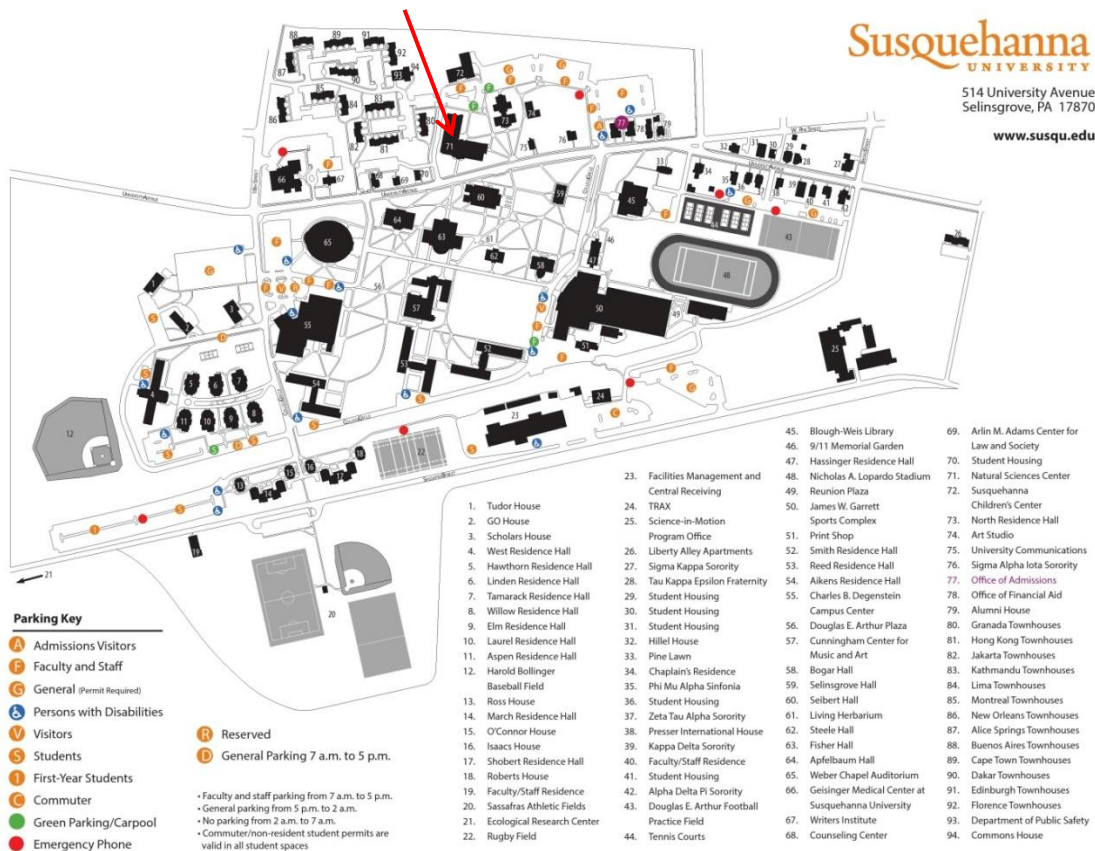 Susquehanna
UNIVERSITY
514 University Avenue
Selinsgrove, PA 17870
www.susqu.edu
Parking Key
A Admissions Visitors
F Faculty and Staff
G General (Permit Required)
Persons with Disabilities
V Visitors
S Students
1 First-Year Students
C Commuter
Green Parking/Carpool
Emergency Phone
R Reserved
D General Parking 7 a.m. to 5 p.m.
• Faculty and staff parking from 7 a.m. to 5 p.m.
• General parking from 5 p.m. to 2 a.m.
• No parking from 2 a.m. to 7 a.m.
• Commuter/non-resident student permits are
valid in all student spaces
1. Tudor House
2. GO House
3. Scholars House
4. West Residence Hall
5. Hawthorn Residence Hall
6. Linden Residence Hall
7. Tamarack Residence Hall
8. Willow Residence Hall
9. Elm Residence Hall
10. Laurel Residence Hall
11. Aspen Residence Hall
12. Harold Bollinger
Baseball Field
13. Ross House
14. March Residence Hall
15. O'Connor House
16. Isaacs House
17. Shobert Residence Hall
18. Roberts House
19. Faculty/Staff Residence
20. Sassafras Athletic Fields
21. Ecological Research Center
22. Rugby Field
23. Facilities Management and
Central Receiving
24. TRAX
25. Science-in-Motion
Program Office
26. Liberty Alley Apartments
27. Sigma Kappa Sorority
28. Tau Kappa Epsilon Fraternity
29. Student Housing
30. Student Housing
31. Student Housing
32. Hillel House
33. Pine Lawn
34. Chaplain's Residence
35. Phi Mu Alpha Sinfonia
36. Student Housing
37. Zeta Tau Alpha Sorority
38. Presser International House
39. Kappa Delta Sorority
40. Faculty/Staff Residence
41. Student Housing
42. Alpha Delta Pi Sorority
43. Douglas E. Arthur Football
Practice Field
44. Tennis Courts
45. Blough-Weis Library
46. 9/11 Memorial Garden
47. Hassinger Residence Hall
48. Nicholas A. Lopardo Stadium
49. Reunion Plaza
50. James W. Garrett
Sports Complex
51. Print Shop
52. Smith Residence Hall
53. Reed Residence Hall
54. Aikens Residence Hall
55. Charles B. Degenstein
Campus Center
56. Douglas E. Arthur Plaza
57. Cunningham Center for
Music and Art
58. Bogar Hall
59. Selinsgrove Hall
60. Seibert Hall
61. Living Herbarium
62. Steele Hall
63. Fisher Hall
64. Apfelbaum Hall
65. Weber Chapel Auditorium
66. Geisinger Medical Center at
Susquehanna University
67. Writers Institute
68. Counseling Center
69. Arlin M. Adams Center for
Law and Society
70. Student Housing
71. Natural Sciences Center
72. Susquehanna
Children's Center
73. North Residence Hall
74. Art Studio
75. University Communications
76. Sigma Alpha Iota Sorority
77. Office of Admissions
78. Office of Financial Aid
79. Alumni House
80. Granada Townhouses
81. Hong Kong Townhouses
82. Jakarta Townhouses
83. Kathmandu Townhouses
84. Lima Townhouses
85. Montreal Townhouses
86. New Orleans Townhouses
87. Alice Springs Townhouses
88. Buenos Aires Townhouses
89. Cape Town Townhouses
90. Dakar Townhouses
91. Edinburgh Townhouses
92. Florence Townhouses
93. Department of Public Safety
94. Commons House